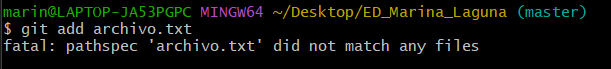 marin@LAPTOP-JA53PGPC MINGW64 ~/Desktop/ED_Marina_Laguna (master)
$ git add archivo.txt
fatal: pathspec 'archivo.txt' did not match any files